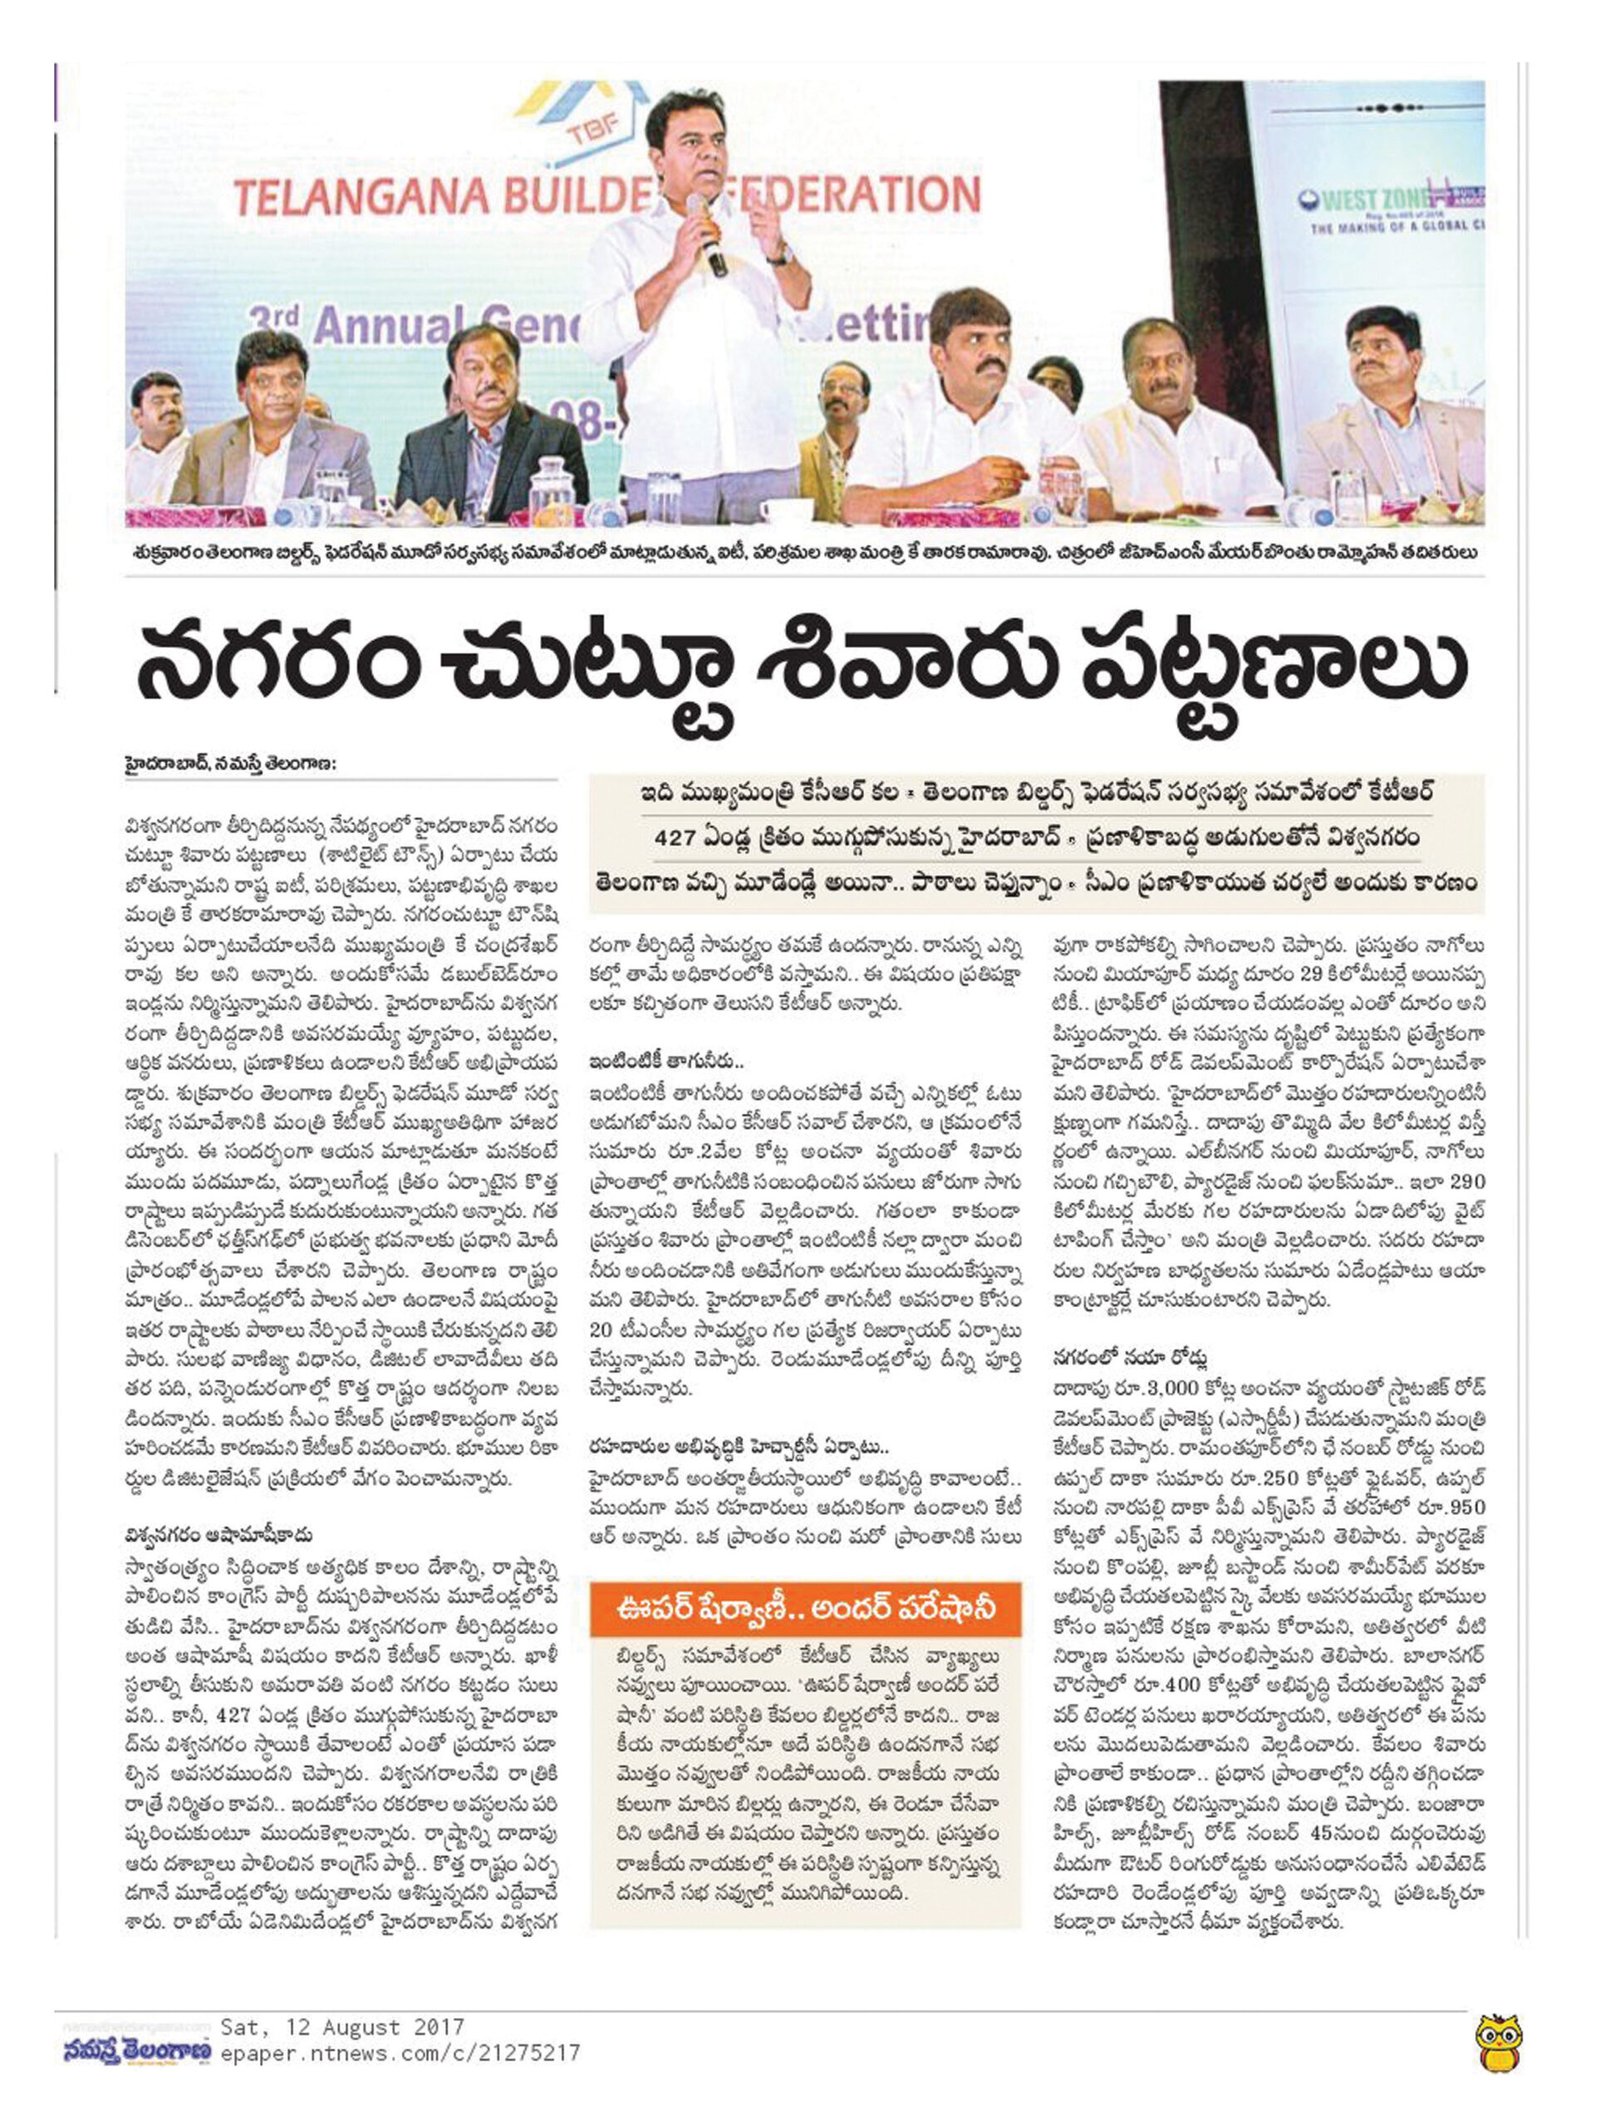 TBF
TELANGANA BUILDE FEDERATION
3rd Annual Gene etting
08-
WEST ZONE
THE MAKING OF A GLOBAL CI
శుక్రవారం తెలంగాణ బిల్డర్స్ ఫెడరేషన్ మూడో సర్వసభ్య సమావేశంలో మాట్లాడుతున్న ఐటీ, పరిశ్రమల శాఖ మంత్రి కే తారక రామారావు. చిత్రంలో జీహెచ్ఎంసీ మేయర్ బొంతు రామ్మోహన్ తదితరులు
నగరం చుట్టూ శివారు పట్టణాలు
హైదరాబాద్, నమస్తే తెలంగాణ:
ఇది ముఖ్యమంత్రి కేసీఆర్ కల • తెలంగాణ బిల్డర్స్ ఫెడరేషన్ సర్వసభ్య సమావేశంలో కేటీఆర్
427 ఏండ్ల క్రితం ముగ్గుపోసుకున్న హైదరాబాద్ • ప్రణాళికాబద్ధ అడుగులతోనే విశ్వనగరం
తెలంగాణ వచ్చి మూడేండ్లే అయినా.. పాఠాలు చెప్తున్నాం • సీఎం ప్రణాళికాయుత చర్యలే అందుకు కారణం
విశ్వనగరంగా తీర్చిదిద్దనున్న నేపథ్యంలో హైదరాబాద్ నగరం
చుట్టూ శివారు పట్టణాలు (శాటిలైట్ టౌన్స్) ఏర్పాటు చేయ
బోతున్నామని రాష్ట్ర ఐటీ, పరిశ్రమలు, పట్టణాభివృద్ధి శాఖల
మంత్రి కే తారకరామారావు చెప్పారు. నగరంచుట్టూ టౌన్‌షి
ప్పులు ఏర్పాటుచేయాలనేది ముఖ్యమంత్రి కే చంద్రశేఖర్
రావు కల అని అన్నారు. అందుకోసమే డబుల్‌బెడ్‌రూం
ఇండ్లను నిర్మిస్తున్నామని తెలిపారు. హైదరాబాద్‌ను విశ్వనగ
రంగా తీర్చిదిద్దడానికి అవసరమయ్యే వ్యూహం, పట్టుదల,
ఆర్థిక వనరులు, ప్రణాళికలు ఉండాలని కేటీఆర్ అభిప్రాయప
డ్డారు. శుక్రవారం తెలంగాణ బిల్డర్స్ ఫెడరేషన్ మూడో సర్వ
సభ్య సమావేశానికి మంత్రి కేటీఆర్ ముఖ్యఅతిథిగా హాజర
య్యారు. ఈ సందర్భంగా ఆయన మాట్లాడుతూ మనకంటే
ముందు పదమూడు, పద్నాలుగేండ్ల క్రితం ఏర్పాటైన కొత్త
రాష్ట్రాలు ఇప్పుడిప్పుడే కుదురుకుంటున్నాయని అన్నారు. గత
డిసెంబర్‌లో ఛత్తీస్‌గఢ్‌లో ప్రభుత్వ భవనాలకు ప్రధాని మోదీ
ప్రారంభోత్సవాలు చేశారని చెప్పారు. తెలంగాణ రాష్ట్రం
మాత్రం.. మూడేండ్లలోపే పాలన ఎలా ఉండాలనే విషయంపై
ఇతర రాష్ట్రాలకు పాఠాలు నేర్పించే స్థాయికి చేరుకున్నదని తెలి
పారు. సులభ వాణిజ్య విధానం, డిజిటల్ లావాదేవీలు తది
తర పది, పన్నెండురంగాల్లో కొత్త రాష్ట్రం ఆదర్శంగా నిలబ
డిందన్నారు. ఇందుకు సీఎం కేసీఆర్ ప్రణాళికాబద్ధంగా వ్యవ
హరించడమే కారణమని కేటీఆర్ వివరించారు. భూముల రికా
ర్డుల డిజిటలైజేషన్ ప్రక్రియలో వేగం పెంచామన్నారు.
విశ్వనగరం ఆషామాషీకాదు
స్వాతంత్ర్యం సిద్ధించాక అత్యధిక కాలం దేశాన్ని, రాష్ట్రాన్ని
పాలించిన కాంగ్రెస్ పార్టీ దుష్పరిపాలనను మూడేండ్లలోపే
తుడిచి వేసి.. హైదరాబాద్‌ను విశ్వనగరంగా తీర్చిదిద్దడటం
అంత ఆషామాషీ విషయం కాదని కేటీఆర్ అన్నారు. ఖాళీ
స్థలాల్ని తీసుకుని అమరావతి వంటి నగరం కట్టడం సులు
వని.. కానీ, 427 ఏండ్ల క్రితం ముగ్గుపోసుకున్న హైదరాబా
ద్‌ను విశ్వనగరం స్థాయికి తేవాలంటే ఎంతో ప్రయాస పడా
ల్సిన అవసరముందని చెప్పారు. విశ్వనగరాలనేవి రాత్రికి
రాత్రే నిర్మితం కావని.. ఇందుకోసం రకరకాల అవస్థలను పరి
ష్కరించుకుంటూ ముందుకెళ్లాలన్నారు. రాష్ట్రాన్ని దాదాపు
ఆరు దశాబ్దాలు పాలించిన కాంగ్రెస్ పార్టీ.. కొత్త రాష్ట్రం ఏర్ప
డగానే మూడేండ్లలోపు అద్భుతాలను ఆశిస్తున్నదని ఎద్దేవాచే
శారు. రాబోయే ఏడెనిమిదేండ్లలో హైదరాబాద్‌ను విశ్వనగ
రంగా తీర్చిదిద్దే సామర్థ్యం తమకే ఉందన్నారు. రానున్న ఎన్ని
కల్లో తామే అధికారంలోకి వస్తామని.. ఈ విషయం ప్రతిపక్షా
లకూ కచ్చితంగా తెలుసని కేటీఆర్ అన్నారు.
ఇంటింటికీ తాగునీరు..
ఇంటింటికీ తాగునీరు అందించకపోతే వచ్చే ఎన్నికల్లో ఓటు
అడుగబోమని సీఎం కేసీఆర్ సవాల్ చేశారని, ఆ క్రమంలోనే
సుమారు రూ.2వేల కోట్ల అంచనా వ్యయంతో శివారు
ప్రాంతాల్లో తాగునీటికి సంబంధించిన పనులు జోరుగా సాగు
తున్నాయని కేటీఆర్ వెల్లడించారు. గతంలా కాకుండా
ప్రస్తుతం శివారు ప్రాంతాల్లో ఇంటింటికీ నల్లా ద్వారా మంచి
నీరు అందించడానికి అతివేగంగా అడుగులు ముందుకేస్తున్నా
మని తెలిపారు. హైదరాబాద్‌లో తాగునీటి అవసరాల కోసం
20 టీఎంసీల సామర్థ్యం గల ప్రత్యేక రిజర్వాయర్ ఏర్పాటు
చేస్తున్నామని చెప్పారు. రెండుమూడేండ్లలోపు దీన్ని పూర్తి
చేస్తామన్నారు.
రహదారుల అభివృద్ధికి హెచ్చార్డీసీ ఏర్పాటు..
హైదరాబాద్ అంతర్జాతీయస్థాయిలో అభివృద్ధి కావాలంటే..
ముందుగా మన రహదారులు ఆధునికంగా ఉండాలని కేటీ
ఆర్ అన్నారు. ఒక ప్రాంతం నుంచి మరో ప్రాంతానికి సులు
ఊపర్ షేర్వాణీ.. అందర్ పరేషానీ
బిల్డర్స్ సమావేశంలో కేటీఆర్ చేసిన వ్యాఖ్యలు
నవ్వులు పూయించాయి. 'ఊపర్ షేర్వాణీ అందర్ పరే
షానీ' వంటి పరిస్థితి కేవలం బిల్డర్లలోనే కాదని.. రాజ
కీయ నాయకుల్లోనూ అదే పరిస్థితి ఉందనగానే సభ
మొత్తం నవ్వులతో నిండిపోయింది. రాజకీయ నాయ
కులుగా మారిన బిల్డర్లు ఉన్నారని, ఈ రెండూ చేసేవా
రిని అడిగితే ఈ విషయం చెప్తారని అన్నారు. ప్రస్తుతం
రాజకీయ నాయకుల్లో ఈ పరిస్థితి స్పష్టంగా కన్పిస్తున్న
దనగానే సభ నవ్వుల్లో మునిగిపోయింది.
వుగా రాకపోకల్ని సాగించాలని చెప్పారు. ప్రస్తుతం నాగోలు
నుంచి మియాపూర్ మధ్య దూరం 29 కిలోమీటర్లే అయినప్ప
టికీ.. ట్రాఫిక్‌లో ప్రయాణం చేయడంవల్ల ఎంతో దూరం అని
పిస్తుందన్నారు. ఈ సమస్యను దృష్టిలో పెట్టుకుని ప్రత్యేకంగా
హైదరాబాద్ రోడ్ డెవలప్‌మెంట్ కార్పొరేషన్ ఏర్పాటుచేశా
మని తెలిపారు. 'హైదరాబాద్‌లో మొత్తం రహదారులన్నింటినీ
క్షుణ్నంగా గమనిస్తే.. దాదాపు తొమ్మిది వేల కిలోమీటర్ల విస్తీ
ర్ణంలో ఉన్నాయి. ఎల్‌బీనగర్ నుంచి మియాపూర్, నాగోలు
నుంచి గచ్చిబౌలి, ప్యారడైజ్ నుంచి ఫలక్‌నుమా.. ఇలా 290
కిలోమీటర్ల మేరకు గల రహదారులను ఏడాదిలోపు వైట్
టాపింగ్ చేస్తాం' అని మంత్రి వెల్లడించారు. సదరు రహదా
రుల నిర్వహణ బాధ్యతలను సుమారు ఏడేండ్లపాటు ఆయా
కాంట్రాక్టర్లే చూసుకుంటారని చెప్పారు.
నగరంలో నయా రోడ్లు
దాదాపు రూ.3,000 కోట్ల అంచనా వ్యయంతో స్ట్రాటజిక్ రోడ్
డెవలప్‌మెంట్ ప్రాజెక్టు (ఎస్సార్డీపీ) చేపడుతున్నామని మంత్రి
కేటీఆర్ చెప్పారు. రామంతపూర్‌లోని ఛే నంబర్ రోడ్డు నుంచి
ఉప్పల్ దాకా సుమారు రూ.250 కోట్లతో ఫ్లైఓవర్, ఉప్పల్
నుంచి నారపల్లి దాకా పీవీ ఎక్స్‌ప్రెస్ వే తరహాలో రూ.950
కోట్లతో ఎక్స్‌ప్రెస్ వే నిర్మిస్తున్నామని తెలిపారు. ప్యారడైజ్
నుంచి కొంపల్లి, జూబ్లీ బస్టాండ్ నుంచి శామీర్‌పేట్ వరకూ
అభివృద్ధి చేయతలపెట్టిన స్కై వేలకు అవసరమయ్యే భూముల
కోసం ఇప్పటికే రక్షణ శాఖను కోరామని, అతిత్వరలో వీటి
నిర్మాణ పనులను ప్రారంభిస్తామని తెలిపారు. బాలానగర్
చౌరస్తాలో రూ.400 కోట్లతో అభివృద్ధి చేయతలపెట్టిన ఫ్లైవో
వర్ టెండర్ల పనులు ఖరారయ్యాయని, అతిత్వరలో ఈ పను
లను మొదలుపెడుతామని వెల్లడించారు. కేవలం శివారు
ప్రాంతాలే కాకుండా.. ప్రధాన ప్రాంతాల్లోని రద్దీని తగ్గించడా
నికి ప్రణాళికల్ని రచిస్తున్నామని మంత్రి చెప్పారు. బంజారా
హిల్స్, జూబ్లీహిల్స్ రోడ్ నంబర్ 45నుంచి దుర్గంచెరువు
మీదుగా ఔటర్ రింగురోడ్డుకు అనుసంధానంచేసే ఎలివేటెడ్
రహదారి రెండేండ్లలోపు పూర్తి అవ్వడాన్ని ప్రతిఒక్కరూ
కండ్లారా చూస్తారనే ధీమా వ్యక్తంచేశారు.
నమస్తే తెలంగాణ
Sat, 12 August 2017
epaper.ntnews.com/c/21275217